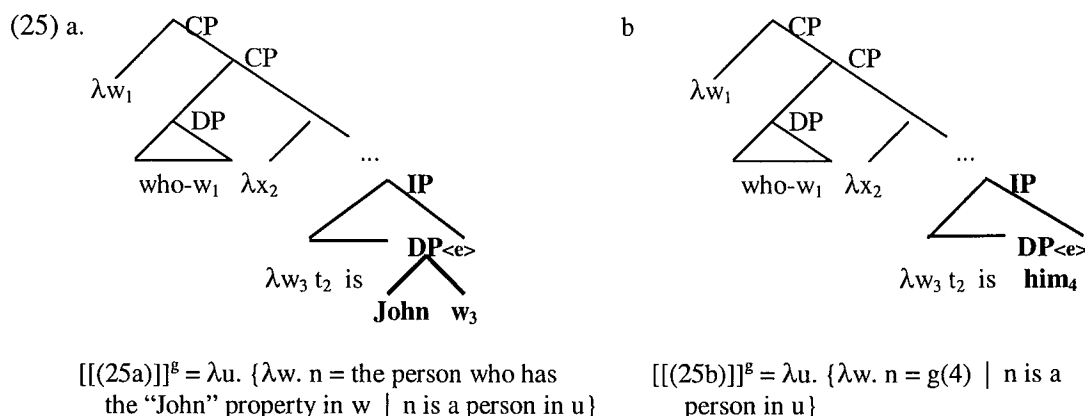 (25) a. b
CP CP
CP CP
λw₁ λw₁
DP DP
... ...
who-w₁ λx₂ IP who-w₁ λx₂ IP
DP<e> DP<e>
λw₃ t₂ is λw₃ t₂ is him₄
John w₃
[[(25a)]]ᵍ = λu. {λw. n = the person who has [[(25b)]]ᵍ = λu. {λw. n = g(4) | n is a
the “John” property in w | n is a person in u} person in u}